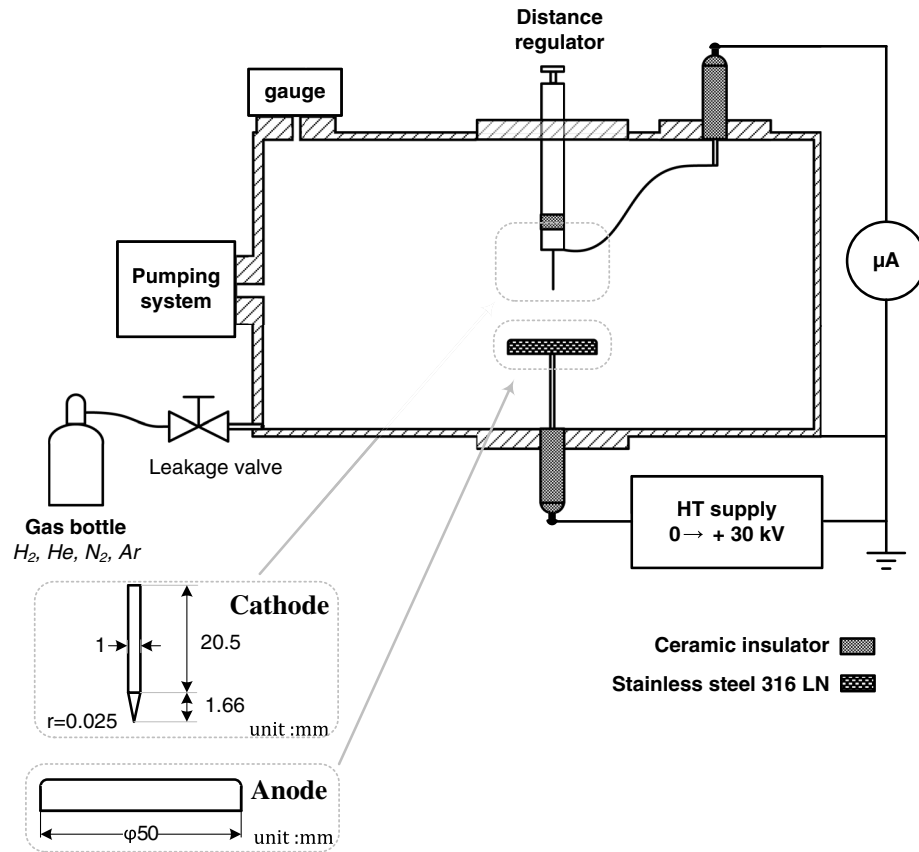 Distance
regulator
gauge
µA
Pumping
system
Leakage valve
Gas bottle
H₂, He, N₂, Ar
HT supply
0→ + 30 kV
Cathode
1
20.5
1.66
r=0.025
unit :mm
Ceramic insulator
Stainless steel 316 LN
Anode
φ50
unit :mm